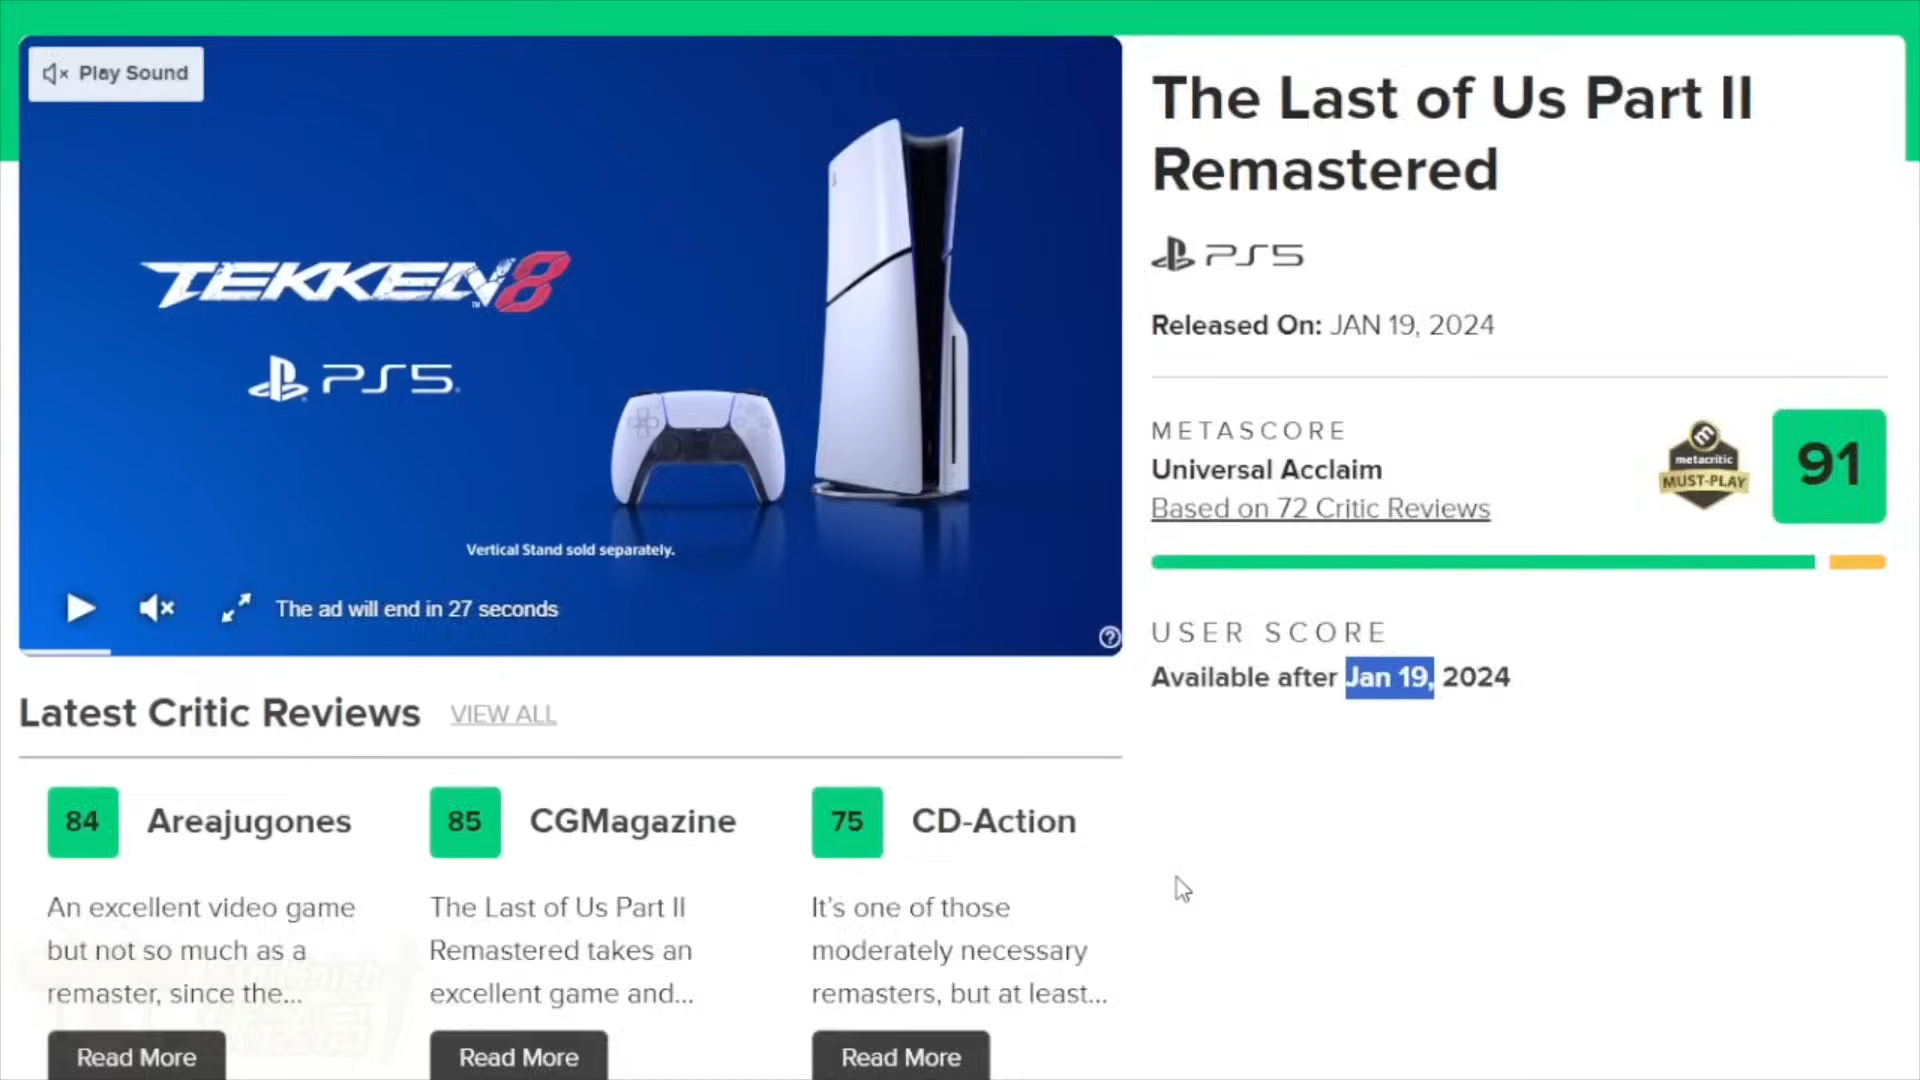 Play Sound
TEKKEN 8
PS5
Vertical Stand sold separately.
The ad will end in 27 seconds
The Last of Us Part II
Remastered
PS5
Released On: JAN 19, 2024
METASCORE
Universal Acclaim
Based on 72 Critic Reviews
metacritic
MUST-PLAY
91
USER SCORE
Available after Jan 19, 2024
Latest Critic Reviews VIEW ALL
84 Areajugones
An excellent video game
but not so much as a
remaster, since the...
Read More
85 CGMagazine
The Last of Us Part II
Remastered takes an
excellent game and...
Read More
75 CD-Action
It's one of those
moderately necessary
remasters, but at least...
Read More